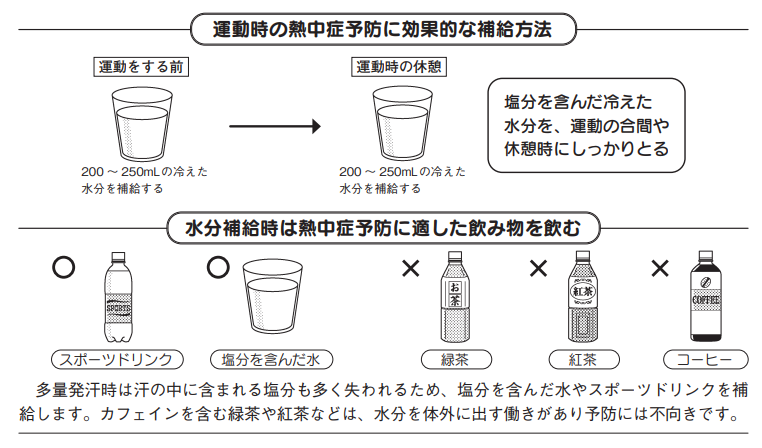 運動時の熱中症予防に効果的な補給方法
運動をする前
200～250mLの冷えた
水分を補給する
運動時の休憩
200～250mLの冷えた
水分を補給する
塩分を含んだ冷えた
水分を、運動の合間や
休憩時にしっかりとる
水分補給時は熱中症予防に適した飲み物を飲む
○
SPORTS
スポーツドリンク
○
塩分を含んだ水
×
お茶
緑茶
×
紅茶
紅茶
×
COFFEE
コーヒー
多量発汗時は汗の中に含まれる塩分も多く失われるため、塩分を含んだ水やスポーツドリンクを補
給します。カフェインを含む緑茶や紅茶などは、水分を体外に出す働きがあり予防には不向きです。